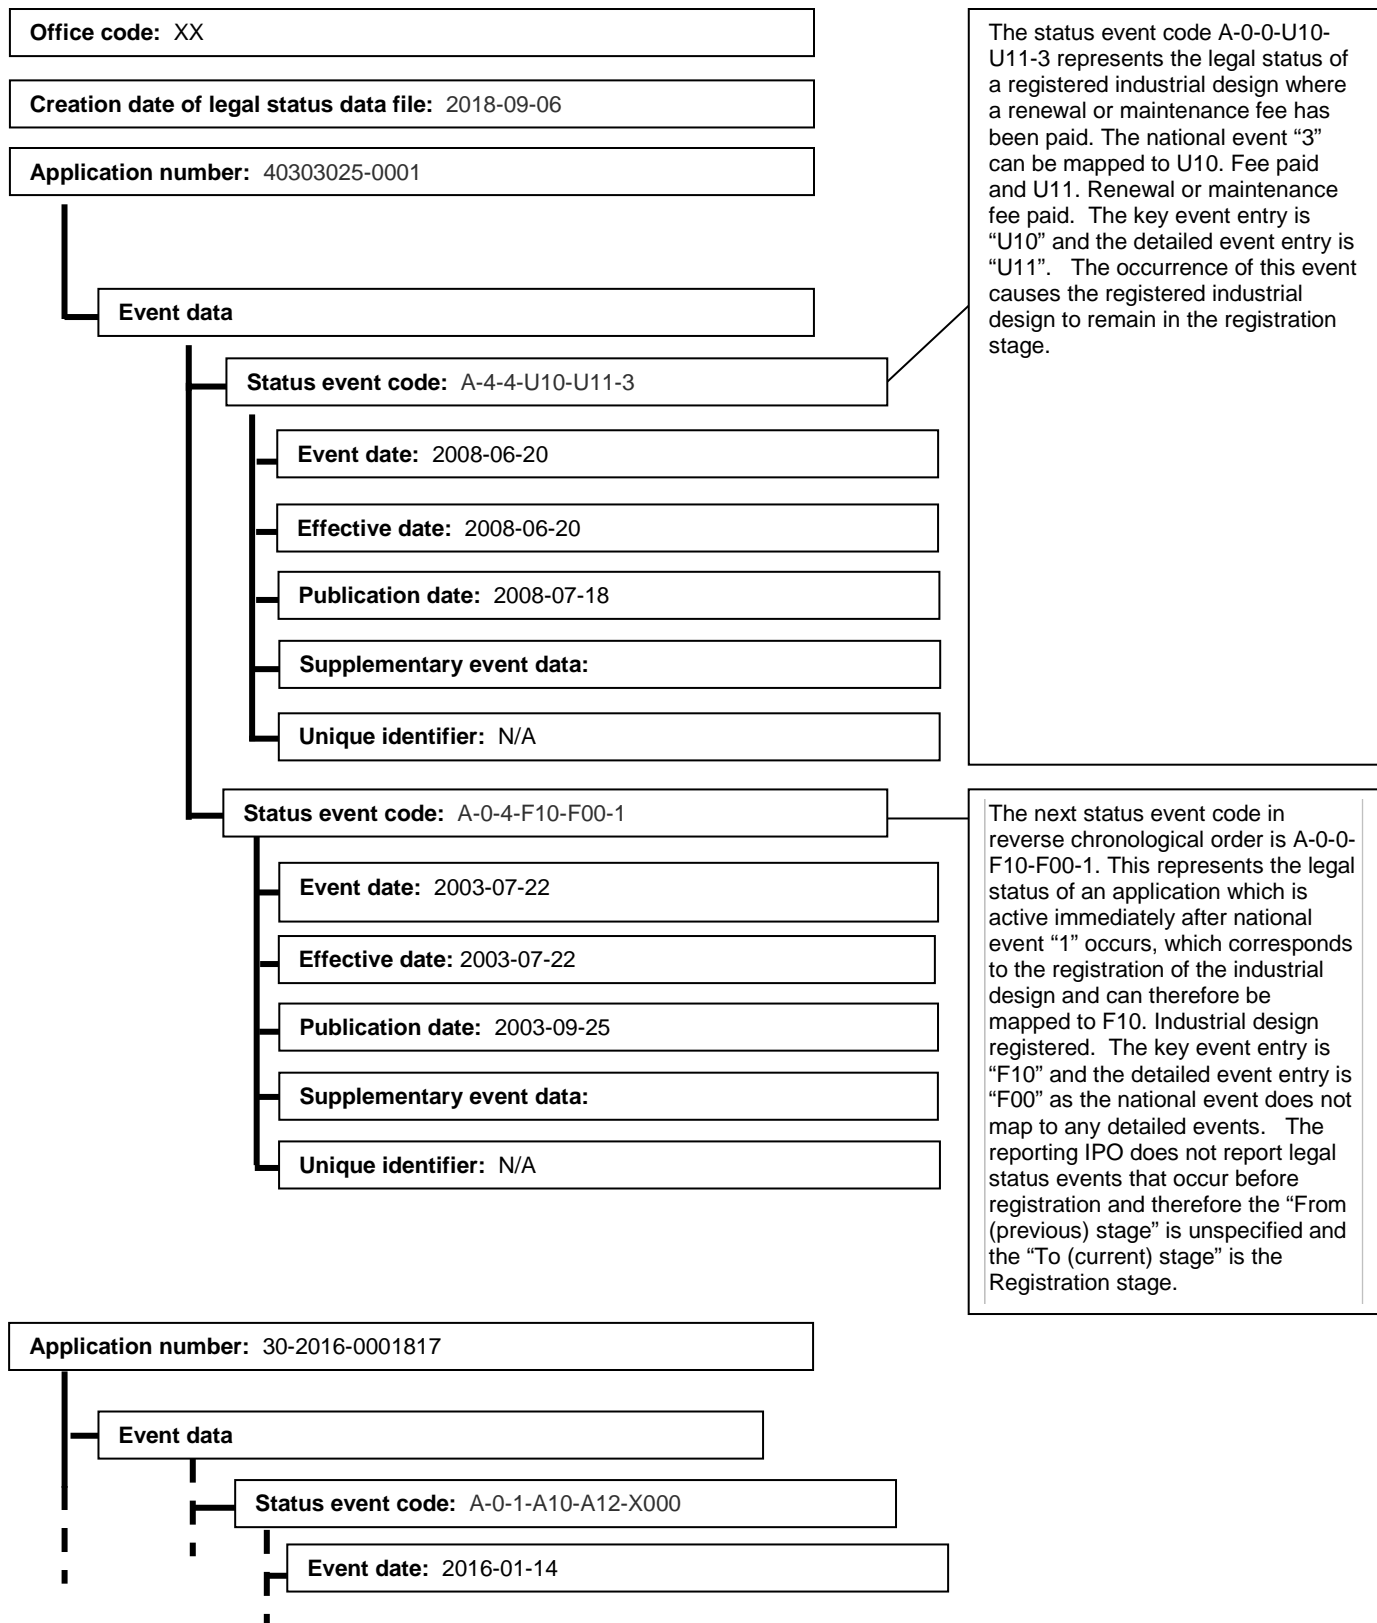 Office code: XX
Creation date of legal status data file: 2018-09-06
Application number: 40303025-0001
Event data
Status event code: A-4-4-U10-U11-3
Event date: 2008-06-20
Effective date: 2008-06-20
Publication date: 2008-07-18
Supplementary event data:
Unique identifier: N/A
The status event code A-0-0-U10-
U11-3 represents the legal status of
a registered industrial design where
a renewal or maintenance fee has
been paid. The national event “3”
can be mapped to U10. Fee paid
and U11. Renewal or maintenance
fee paid. The key event entry is
“U10” and the detailed event entry is
“U11”. The occurrence of this event
causes the registered industrial
design to remain in the registration
stage.
Status event code: A-0-4-F10-F00-1
Event date: 2003-07-22
Effective date: 2003-07-22
Publication date: 2003-09-25
Supplementary event data:
Unique identifier: N/A
The next status event code in
reverse chronological order is A-0-0-
F10-F00-1. This represents the legal
status of an application which is
active immediately after national
event “1” occurs, which corresponds
to the registration of the industrial
design and can therefore be
mapped to F10. Industrial design
registered. The key event entry is
“F10” and the detailed event entry is
“F00” as the national event does not
map to any detailed events. The
reporting IPO does not report legal
status events that occur before
registration and therefore the “From
(previous) stage” is unspecified and
the “To (current) stage” is the
Registration stage.
Application number: 30-2016-0001817
Event data
Status event code: A-0-1-A10-A12-X000
Event date: 2016-01-14